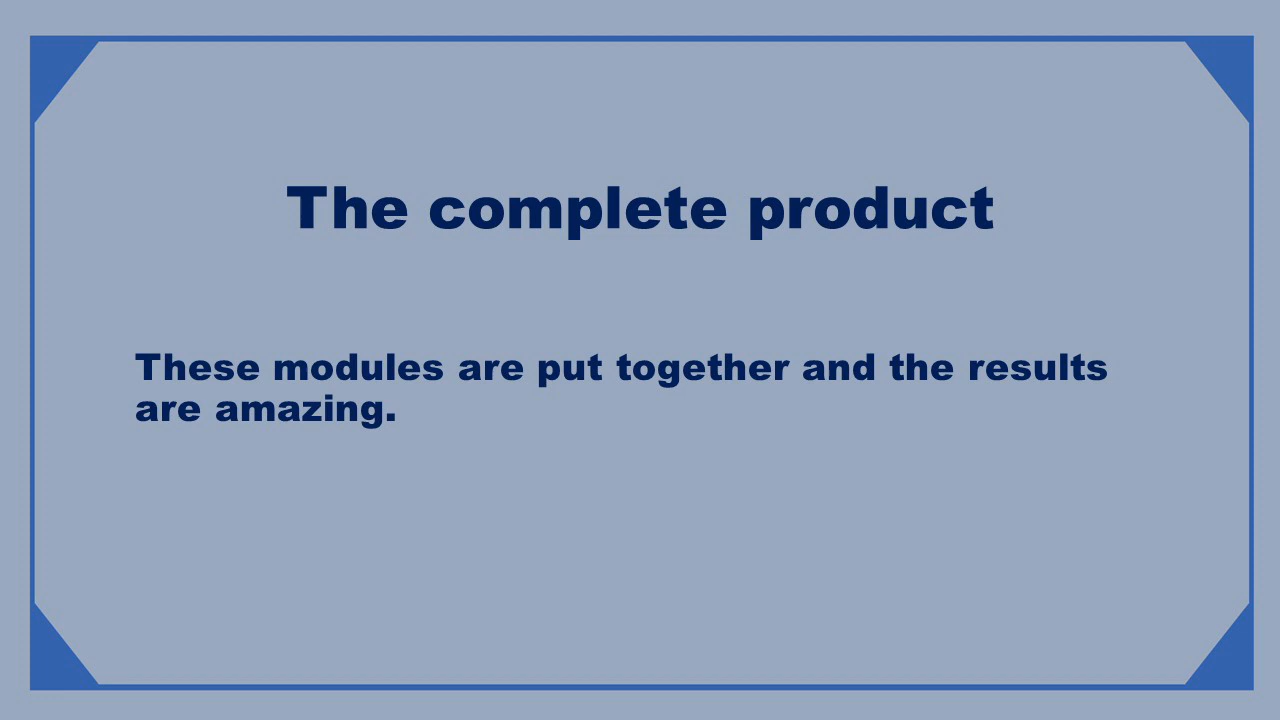 The complete product
These modules are put together and the results
are amazing.